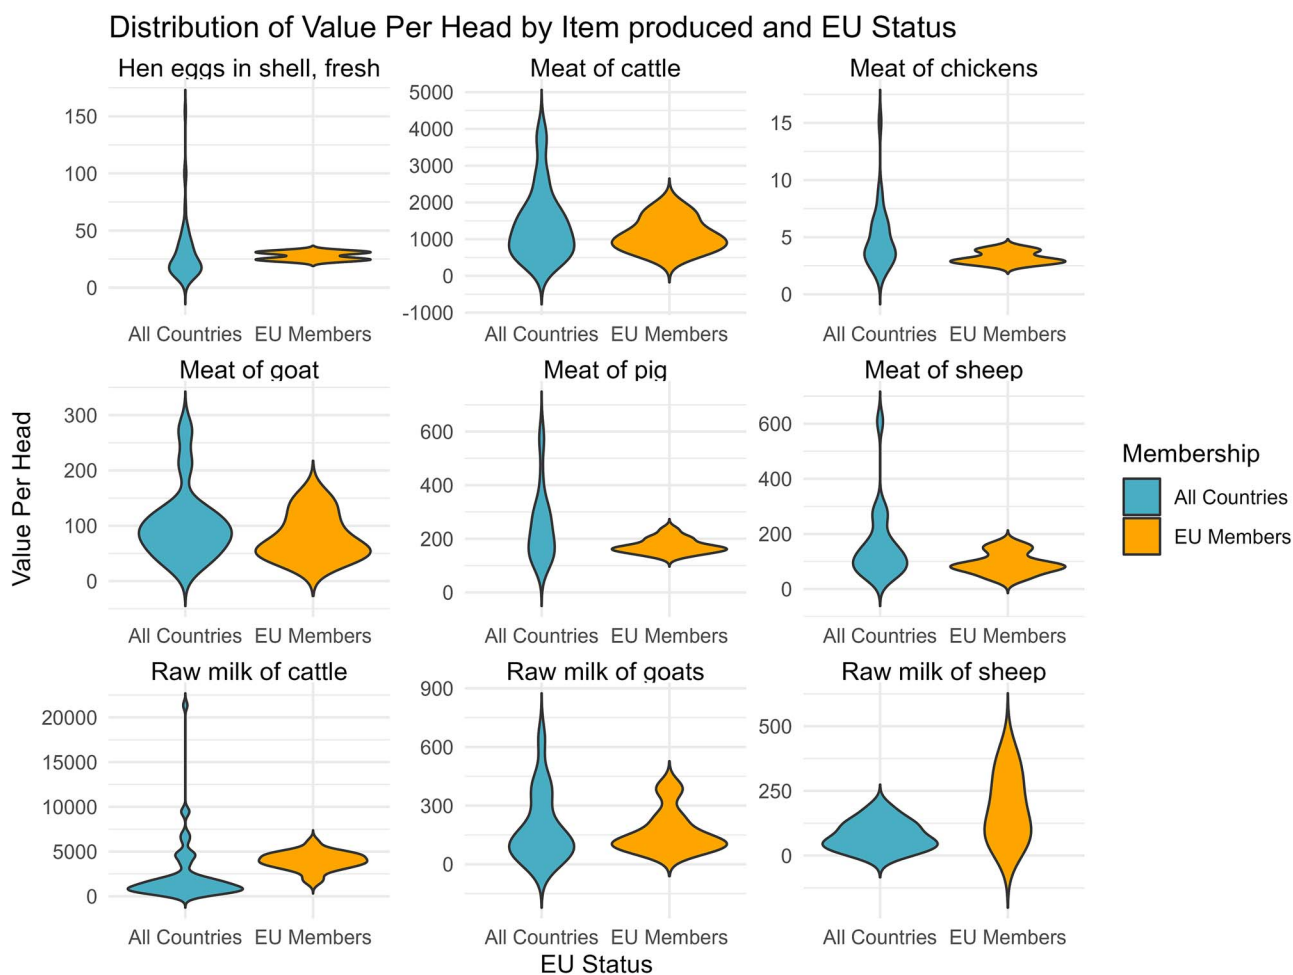 Distribution of Value Per Head by Item produced and EU Status
Hen eggs in shell, fresh
150
100
50
0
All Countries EU Members
Meat of cattle
5000
4000
3000
2000
1000
0
-1000
All Countries EU Members
Meat of chickens
15
10
5
0
All Countries EU Members
Value Per Head
Meat of goat
300
200
100
0
All Countries EU Members
Meat of pig
600
400
200
0
All Countries EU Members
Meat of sheep
600
400
200
0
All Countries EU Members
Raw milk of cattle
20000
15000
10000
5000
0
All Countries EU Members
Raw milk of goats
900
600
300
0
All Countries EU Members
Raw milk of sheep
500
250
0
All Countries EU Members
EU Status
Membership
All Countries
EU Members